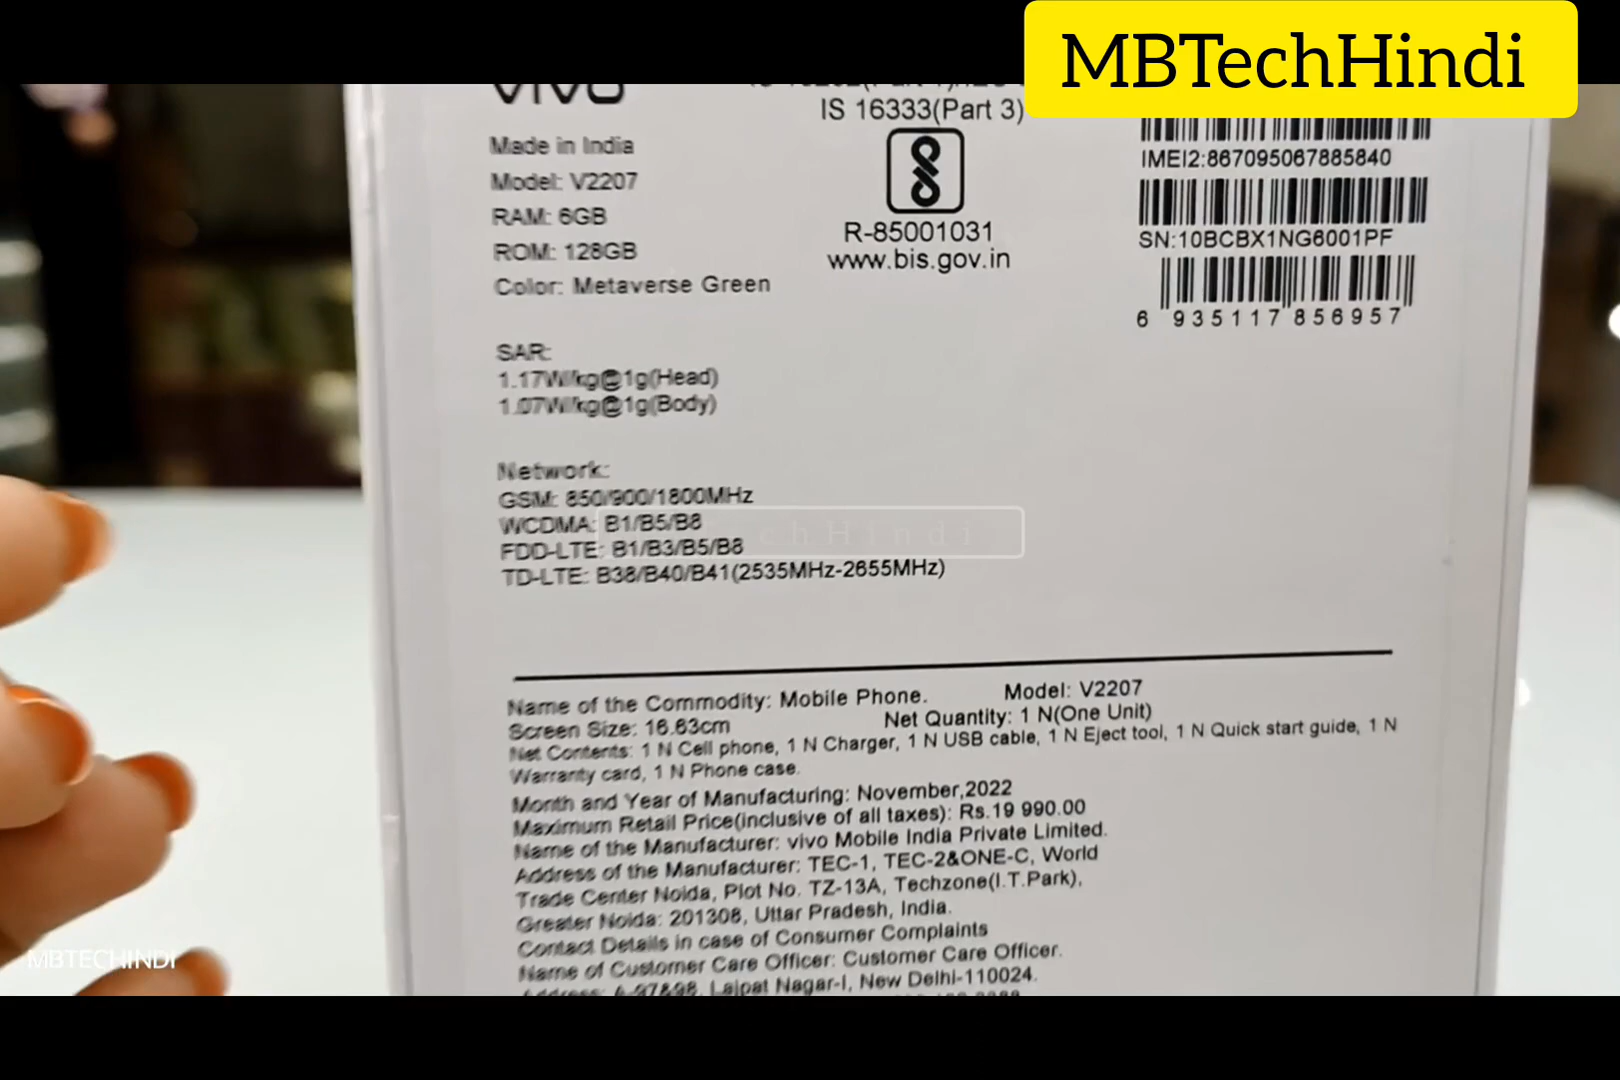 MBTechHindi
vivo
Made in India
Model: V2207
RAM: 6GB
ROM: 128GB
Color: Metaverse Green
SAR:
1.17W/kg@1g(Head)
1.07W/kg@1g(Body)
Network:
GSM: 850/900/1800MHz
WCDMA: B1/B5/B8
FDD-LTE: B1/B3/B5/B8
TD-LTE: B38/B40/B41(2535MHz-2655MHz)
IS 16333(Part 3)
R-85001031
www.bis.gov.in
IMEI2:867095067885840
SN:10BCBX1NG6001PF
6 935117 856957
echHindi
Name of the Commodity: Mobile Phone. Model: V2207
Screen Size: 16.63cm Net Quantity: 1 N(One Unit)
Net Contents: 1 N Cell phone, 1 N Charger, 1 N USB cable, 1 N Eject tool, 1 N Quick start guide, 1 N
Warranty card, 1 N Phone case.
Month and Year of Manufacturing: November,2022
Maximum Retail Price(inclusive of all taxes): Rs.19 990.00
Name of the Manufacturer: vivo Mobile India Private Limited.
Address of the Manufacturer: TEC-1, TEC-2&ONE-C, World
Trade Center Noida, Plot No. TZ-13A, Techzone(I.T.Park),
Greater Noida: 201308, Uttar Pradesh, India.
Contact Details in case of Consumer Complaints
Name of Customer Care Officer: Customer Care Officer.
Address: A-97&98, Lajpat Nagar-I, New Delhi-110024.
MBTECHINDI